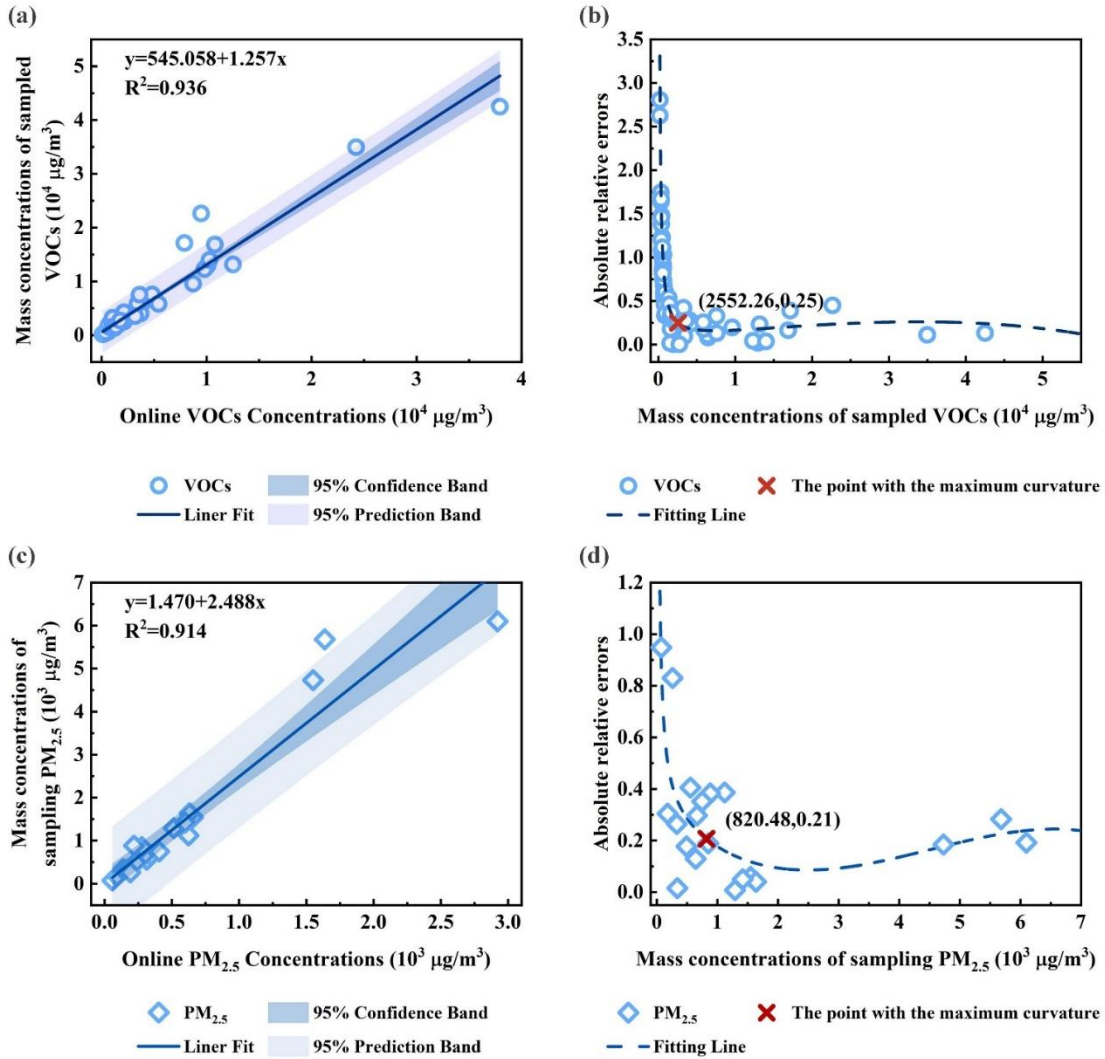 (a)
y=545.058+1.257x
R²=0.936
5
4
3
2
1
0
Mass concentrations of sampled
VOCs (10⁴ μg/m³)
0 1 2 3 4
Online VOCs Concentrations (10⁴ μg/m³)
VOCs
95% Confidence Band
Liner Fit
95% Prediction Band
(b)
3.5
3.0
2.5
2.0
1.5
1.0
0.5
0.0
Absolute relative errors
(2552.26,0.25)
0 1 2 3 4 5
Mass concentrations of sampled VOCs (10⁴ μg/m³)
VOCs
The point with the maximum curvature
Fitting Line
(c)
y=1.470+2.488x
R²=0.914
7
6
5
4
3
2
1
0
Mass concentrations of
sampling PM₂.₅ (10³ μg/m³)
0.0 0.5 1.0 1.5 2.0 2.5 3.0
Online PM₂.₅ Concentrations (10³ μg/m³)
PM₂.₅
95% Confidence Band
Liner Fit
95% Prediction Band
(d)
1.2
1.0
0.8
0.6
0.4
0.2
0.0
Absolute relative errors
(820.48,0.21)
0 1 2 3 4 5 6 7
Mass concentrations of sampling PM₂.₅ (10³ μg/m³)
PM₂.₅
The point with the maximum curvature
Fitting Line